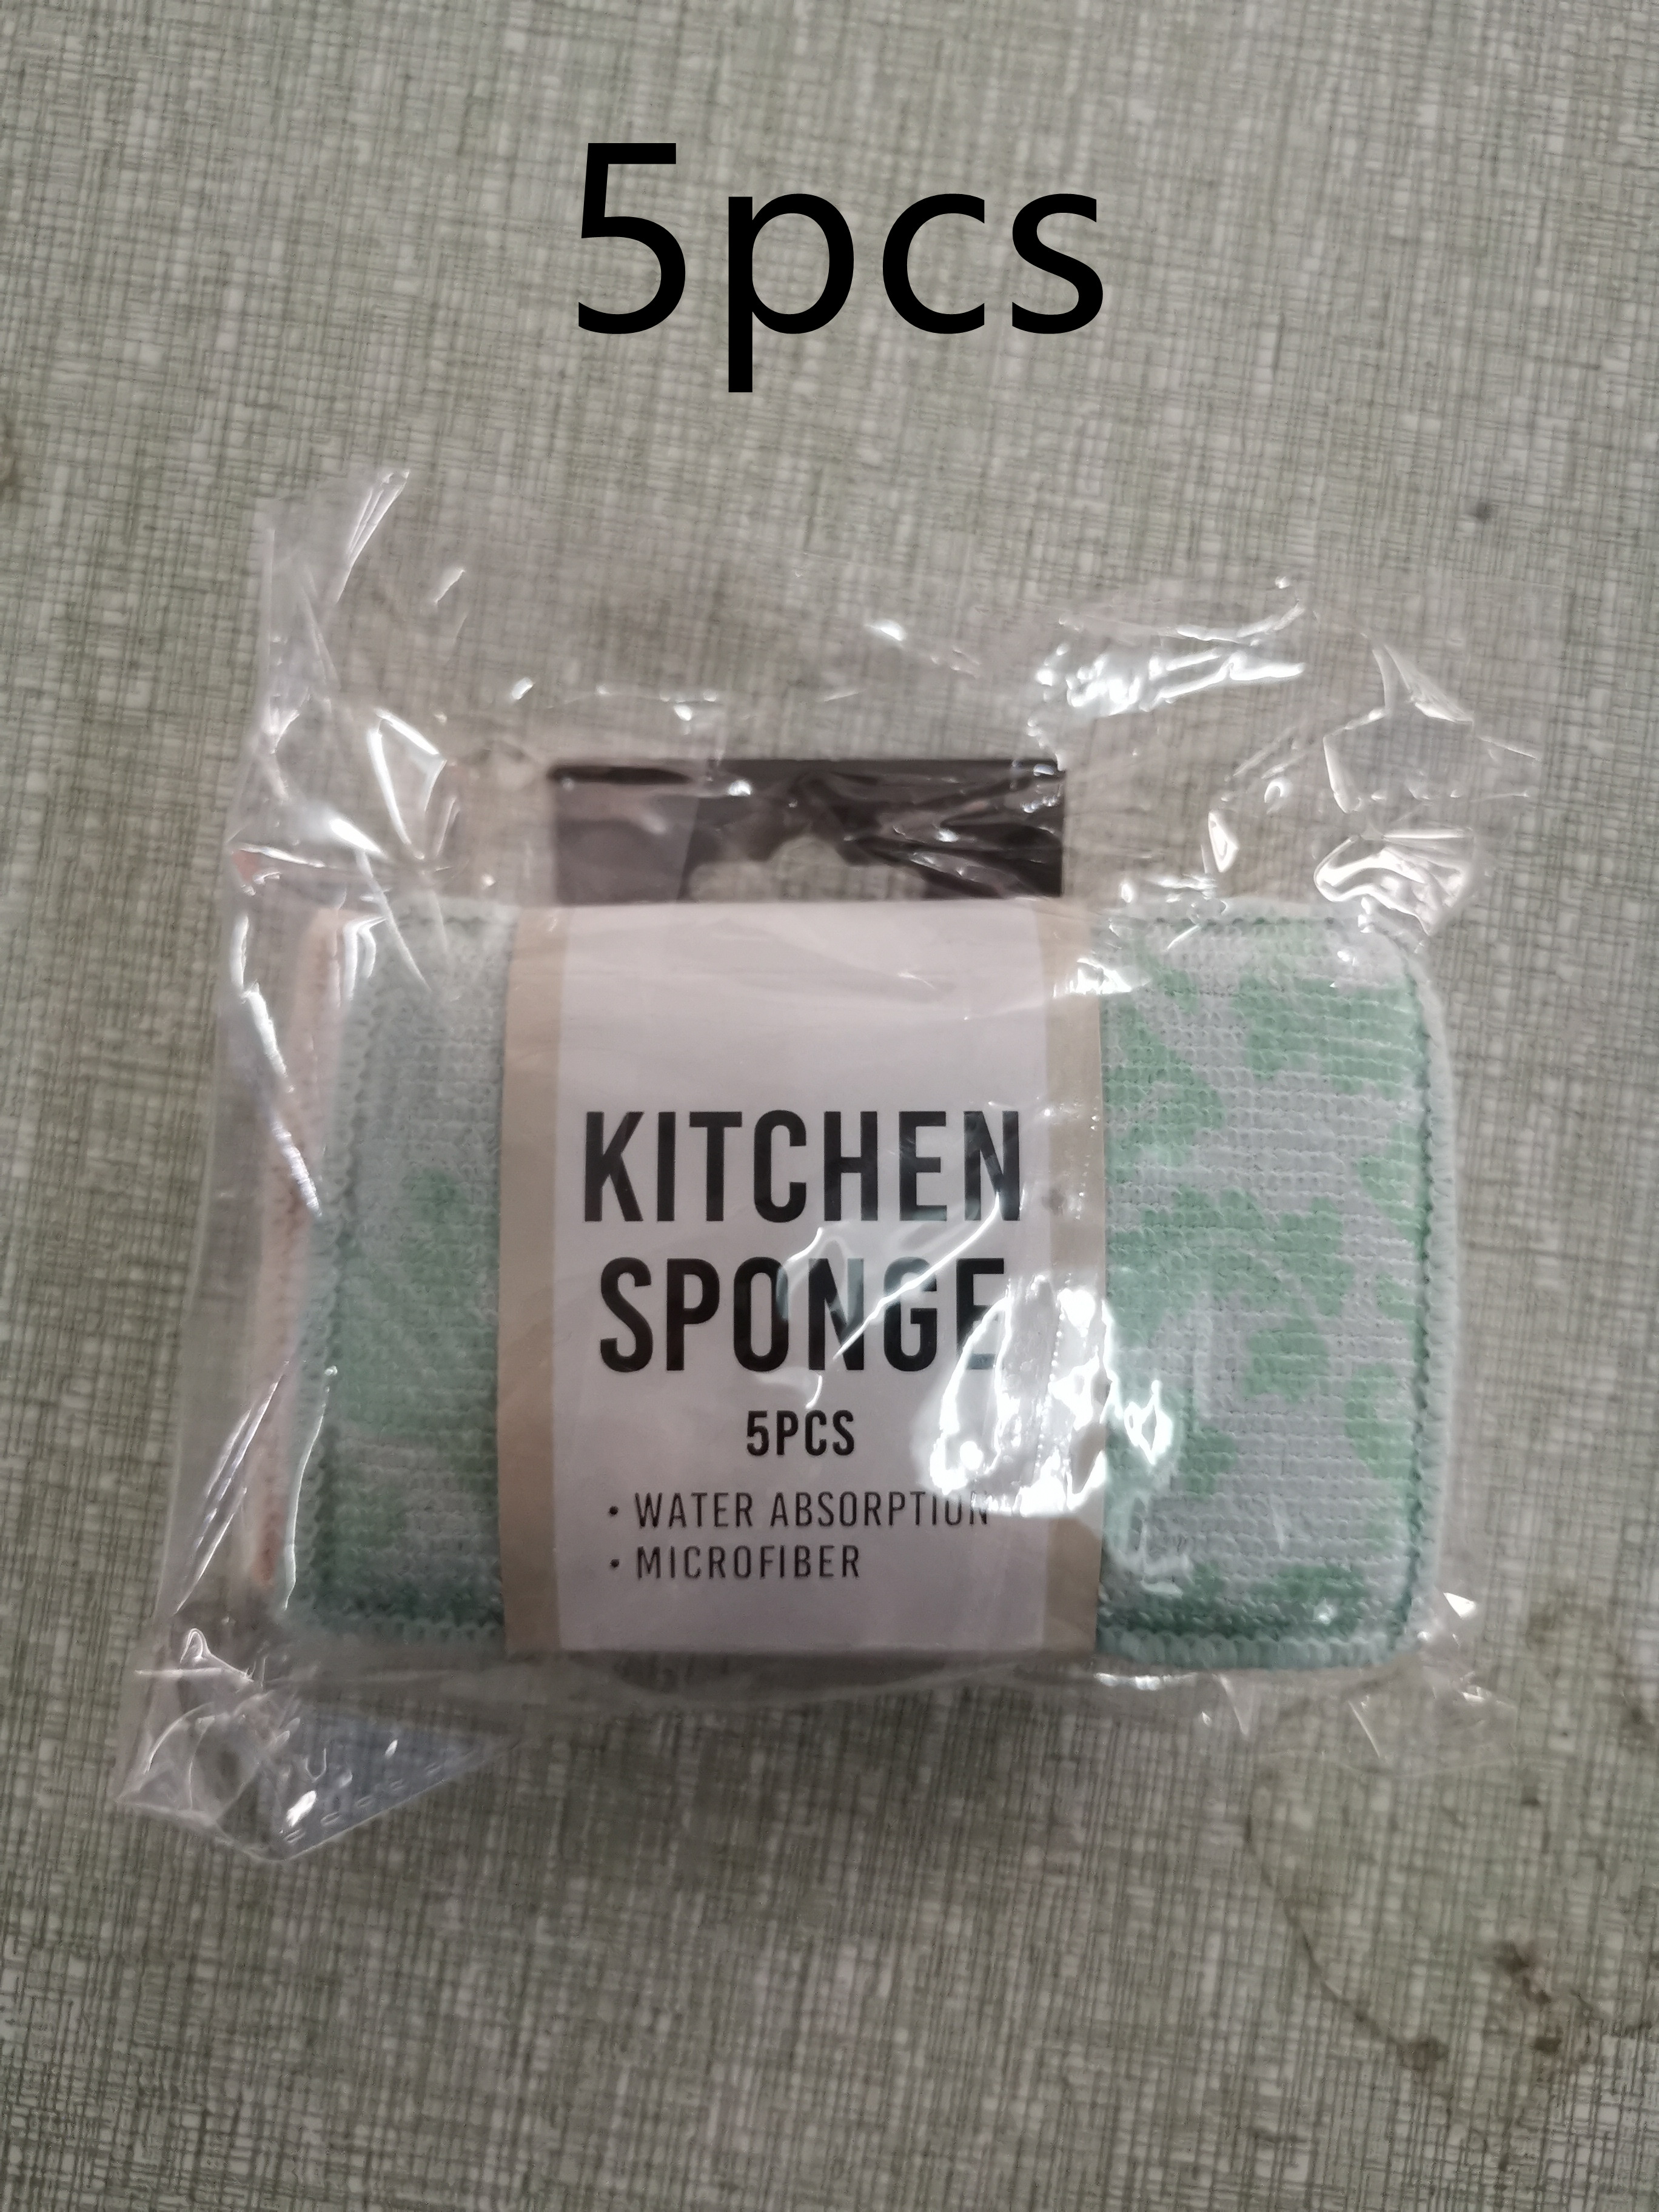 5pcs
KITCHEN
SPONGE
5PCS
• WATER ABSORPTION
• MICROFIBER